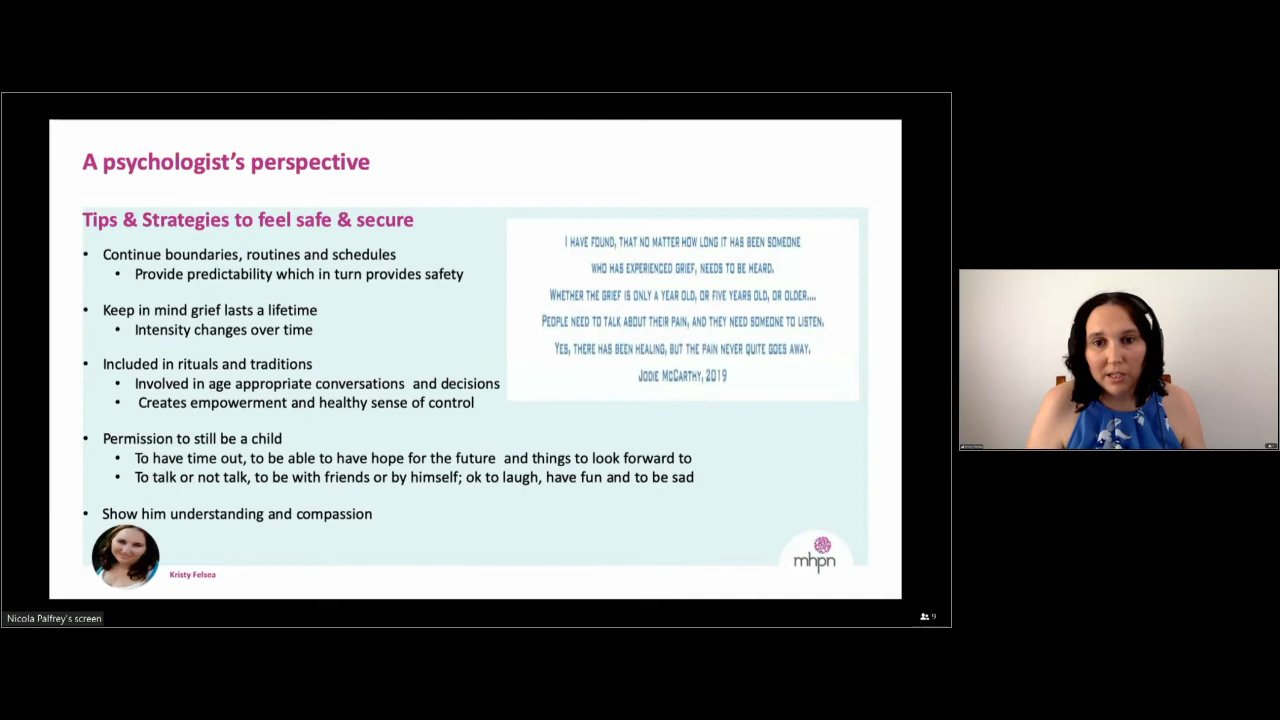 A psychologist's perspective
Tips & Strategies to feel safe & secure
• Continue boundaries, routines and schedules
• Provide predictability which in turn provides safety
• Keep in mind grief lasts a lifetime
• Intensity changes over time
• Included in rituals and traditions
• Involved in age appropriate conversations and decisions
• Creates empowerment and healthy sense of control
• Permission to still be a child
• To have time out, to be able to have hope for the future and things to look forward to
• To talk or not talk, to be with friends or by himself; ok to laugh, have fun and to be sad
• Show him understanding and compassion
I HAVE FOUND, THAT NO MATTER HOW LONG IT HAS BEEN SOMEONE
WHO HAS EXPERIENCED GRIEF, NEEDS TO BE HEARD.
WHETHER THE GRIEF IS ONLY A YEAR OLD, OR FIVE YEARS OLD, OR OLDER....
PEOPLE NEED TO TALK ABOUT THEIR PAIN, AND THEY NEED SOMEONE TO LISTEN.
YES, THERE HAS BEEN HEALING, BUT THE PAIN NEVER QUITE GOES AWAY.
JODIE MCCARTHY, 2019
Kristy Felsea
mhpn
Nicola Palfrey's screen
9